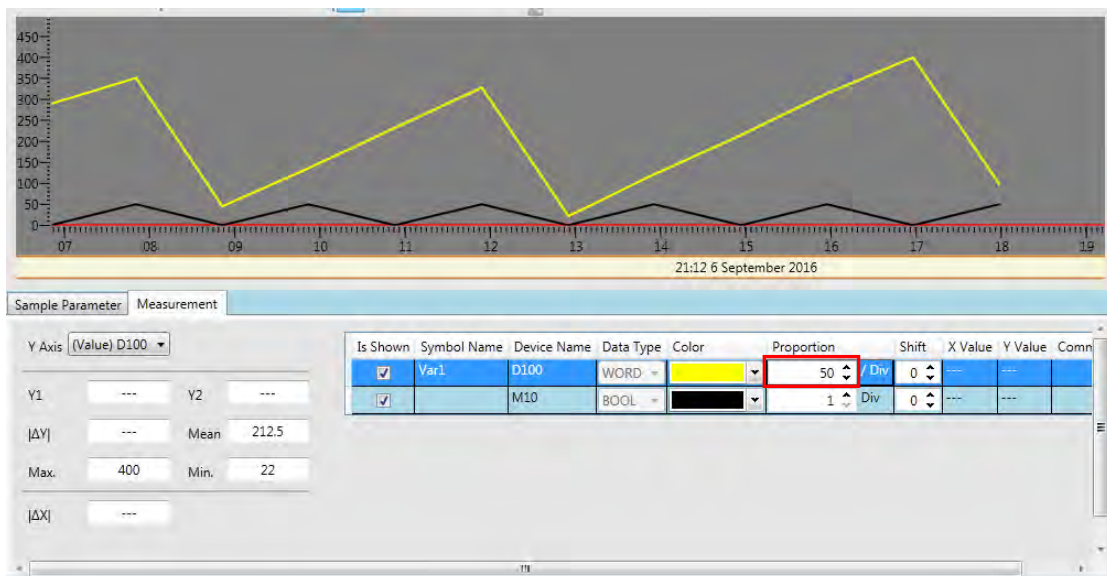 450
400
350
300
250
200
150
100
50
0
07 08 09 10 11 12 13 14 15 16 17 18 19
21:12 6 September 2016
Sample Parameter Measurement
Y Axis (Value) D100
Is Shown Symbol Name Device Name Data Type Color Proportion Shift X Value Y Value Comn
Var1 D100 WORD 50 / Div 0 --- ---
M10 BOOL 1 Div 0 --- ---
Y1 --- Y2 ---
|ΔY| --- Mean 212.5
Max. 400 Min. 22
|ΔX| ---